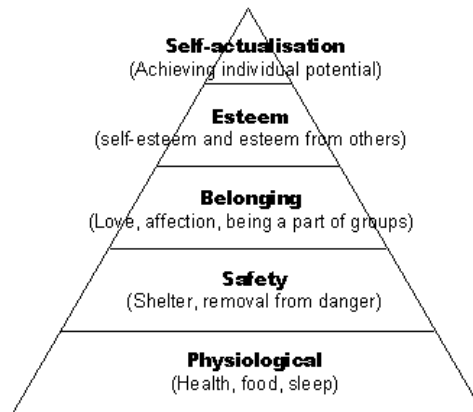 Self-actualisation
(Achieving individual potential)
Esteem
(self-esteem and esteem from others)
Belonging
(Love, affection, being a part of groups)
Safety
(Shelter, removal from danger)
Physiological
(Health, food, sleep)